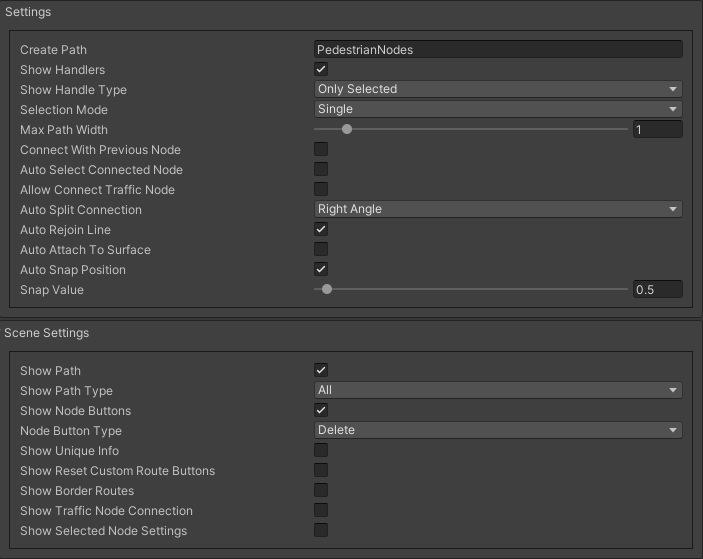 Settings
Create Path PedestrianNodes
Show Handlers
Show Handle Type Only Selected
Selection Mode Single
Max Path Width 1
Connect With Previous Node
Auto Select Connected Node
Allow Connect Traffic Node
Auto Split Connection Right Angle
Auto Rejoin Line
Auto Attach To Surface
Auto Snap Position
Snap Value 0.5
Scene Settings
Show Path
Show Path Type All
Show Node Buttons
Node Button Type Delete
Show Unique Info
Show Reset Custom Route Buttons
Show Border Routes
Show Traffic Node Connection
Show Selected Node Settings